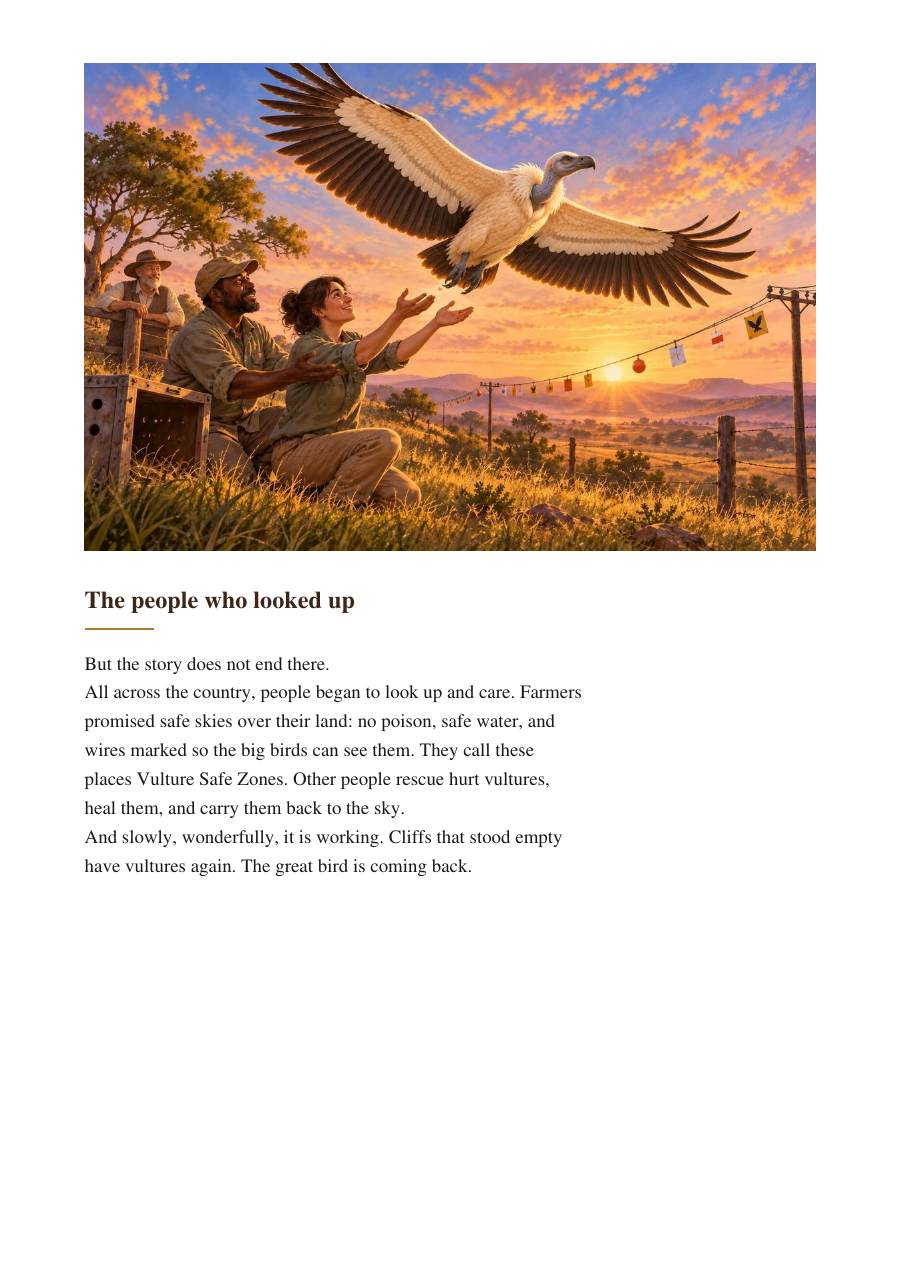 The people who looked up
But the story does not end there.
All across the country, people began to look up and care. Farmers
promised safe skies over their land: no poison, safe water, and
wires marked so the big birds can see them. They call these
places Vulture Safe Zones. Other people rescue hurt vultures,
heal them, and carry them back to the sky.
And slowly, wonderfully, it is working. Cliffs that stood empty
have vultures again. The great bird is coming back.